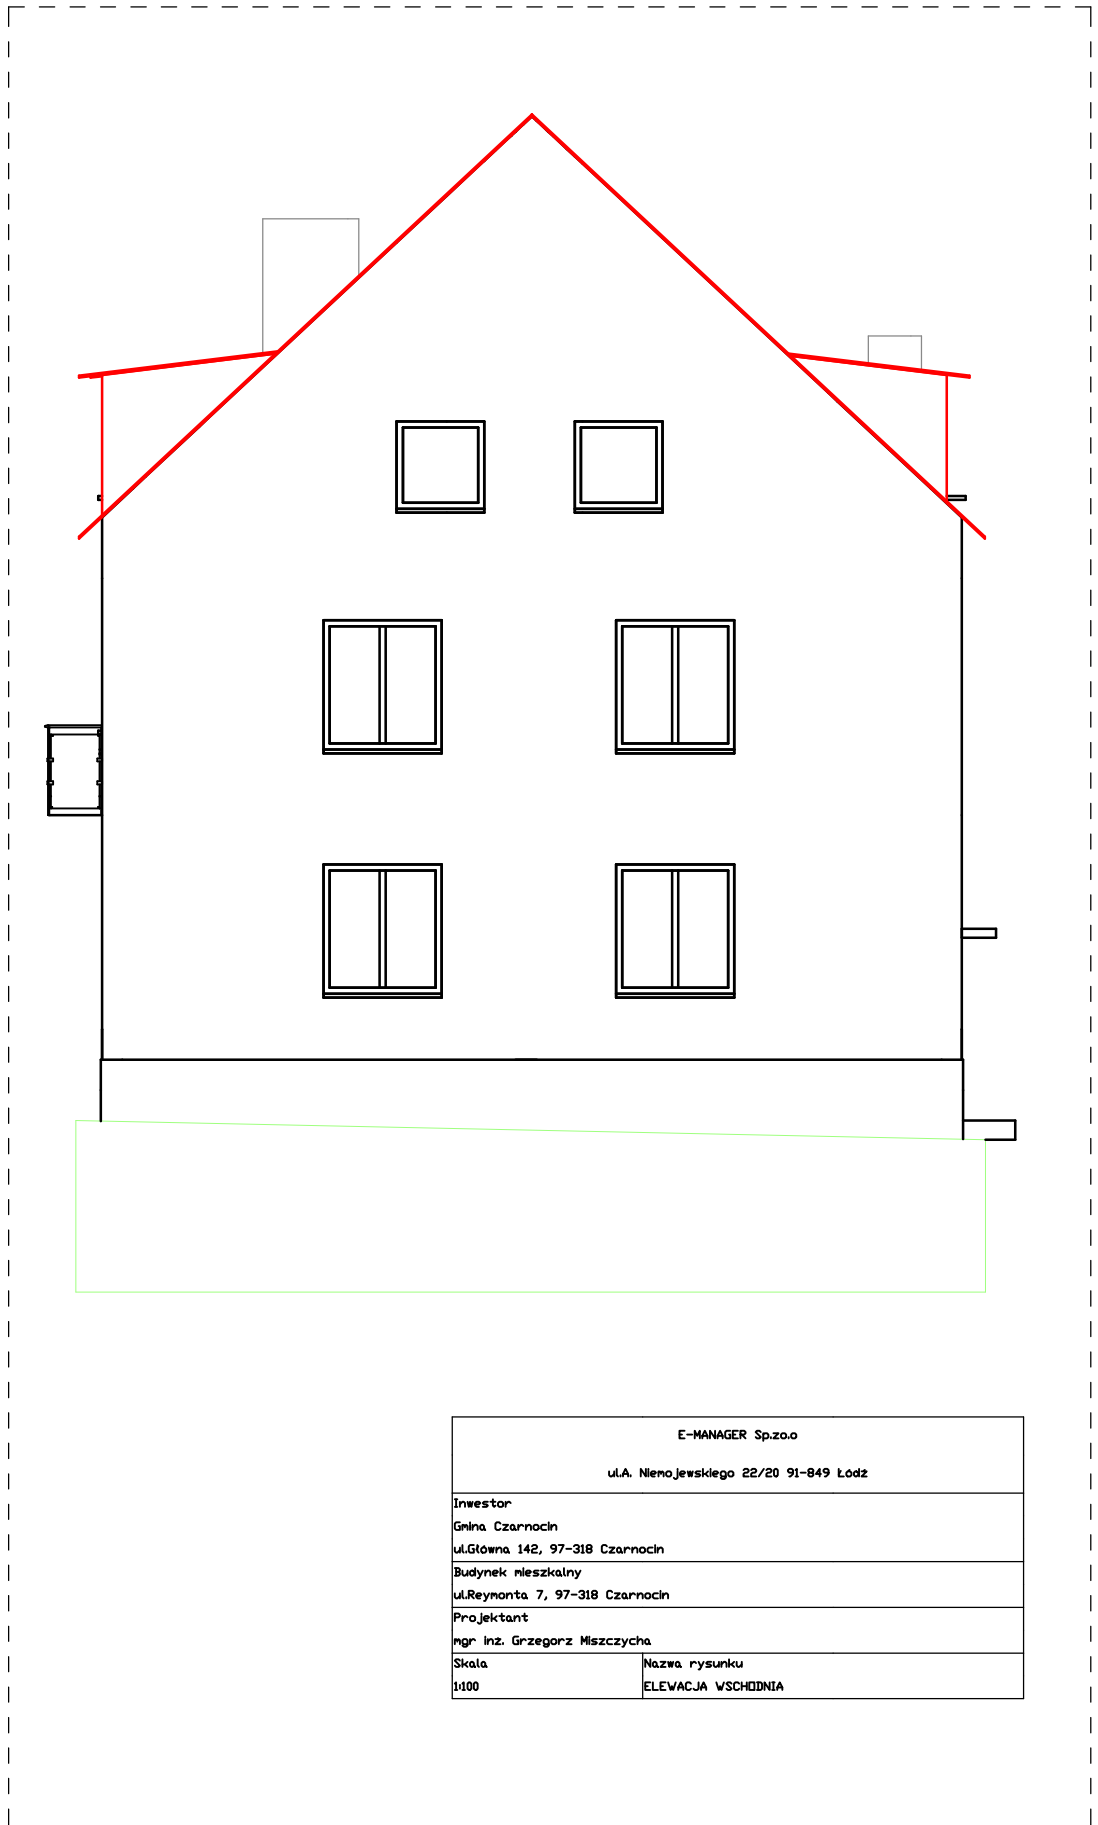 E-MANAGER Sp.zo.o
ul.A. Niemojewskiego 22/20 91-849 Łódź
Inwestor
Gmina Czarnocin
ul.Główna 142, 97-318 Czarnocin
Budynek mieszkalny
ul.Reymonta 7, 97-318 Czarnocin
Projektant
mgr inż. Grzegorz Miszczycha
Skala
1:100
Nazwa rysunku
ELEWACJA WSCHODNIA